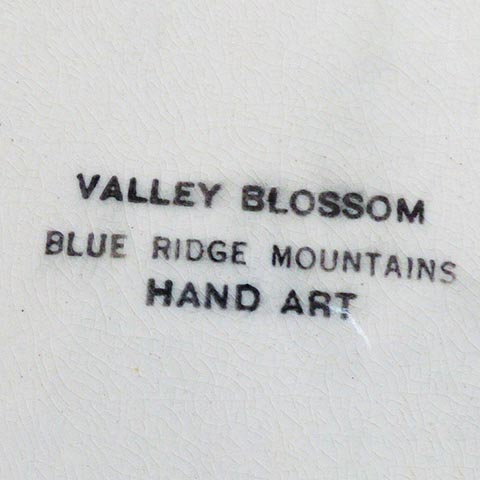 VALLEY BLOSSOM
BLUE RIDGE MOUNTAINS
HAND ART